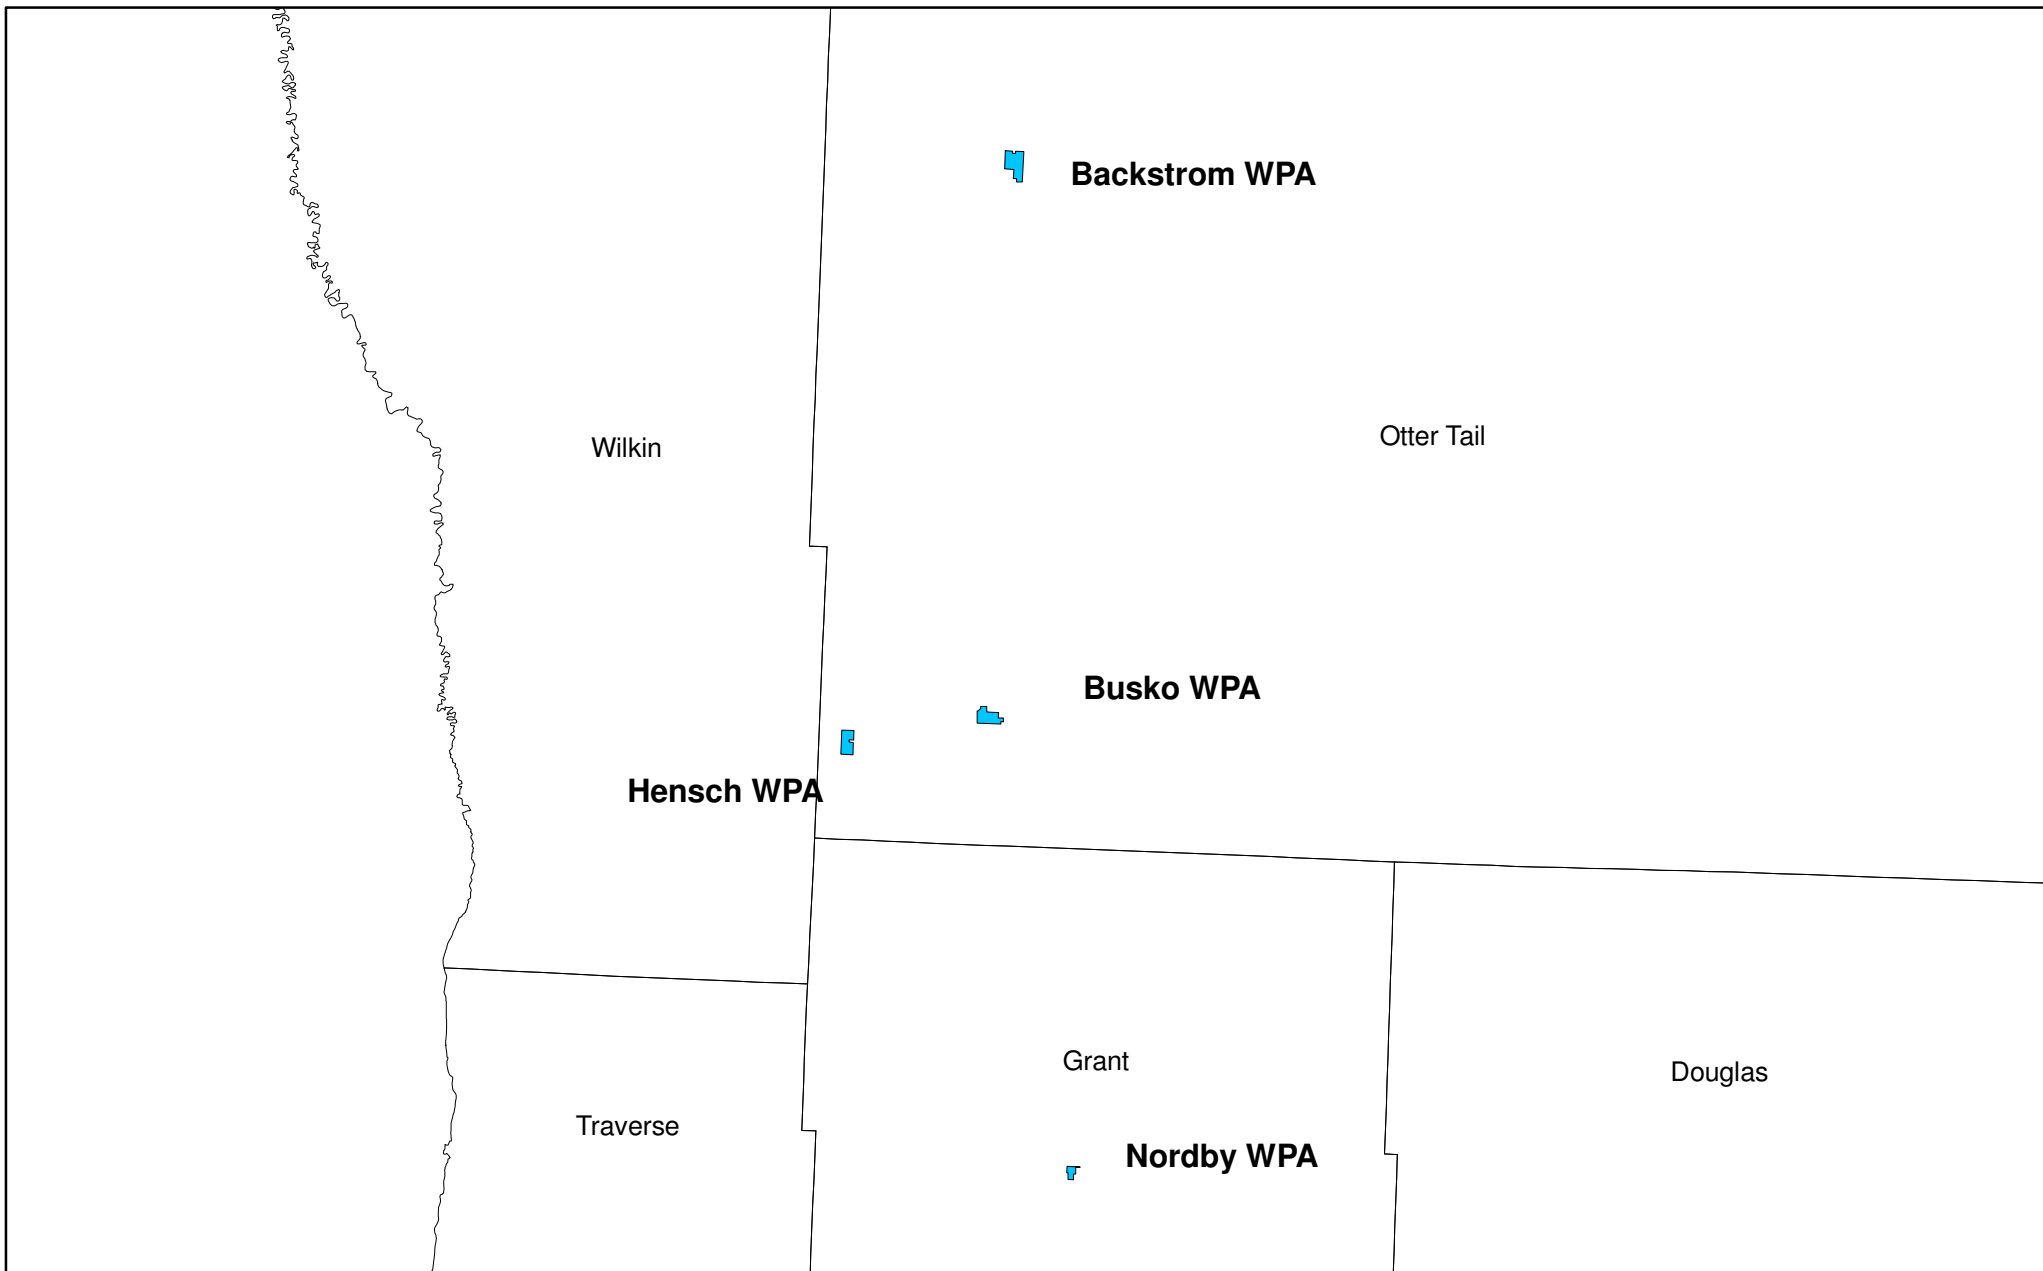 Backstrom WPA
Otter Tail
Wilkin
Busko WPA
Hensch WPA
Grant
Douglas
Traverse
Nordby WPA